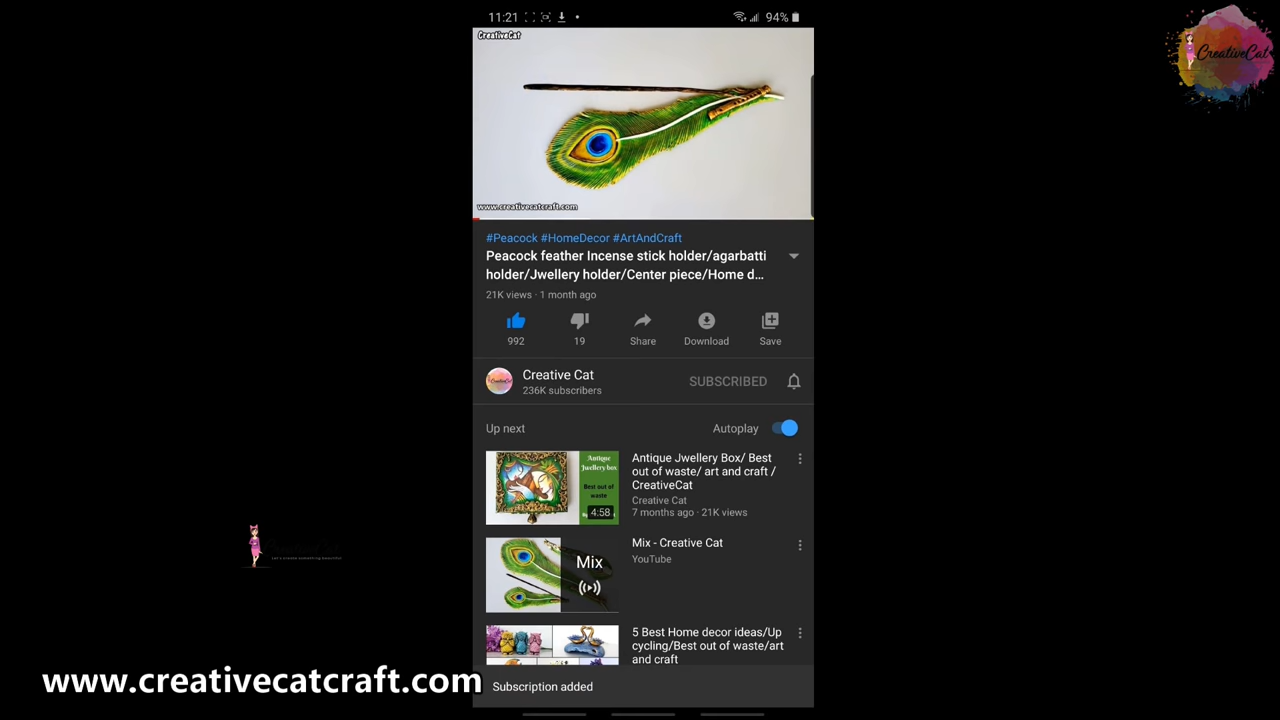 11:21
94%
CreativeCat
CreativeCat
www.creativecatcraft.com
#Peacock #HomeDecor #ArtAndCraft
Peacock feather Incense stick holder/agarbatti
holder/Jwellery holder/Center piece/Home d…
21K views · 1 month ago
992
19
Share
Download
Save
Creative Cat
236K subscribers
SUBSCRIBED
Up next
Autoplay
Antique
Jwellery box
Best out of
waste
4:58
Antique Jwellery Box/ Best
out of waste/ art and craft /
CreativeCat
Creative Cat
7 months ago · 21K views
Mix
Mix - Creative Cat
YouTube
5 Best Home decor ideas/Up
cycling/Best out of waste/art
and craft
Subscription added
www.creativecatcraft.com